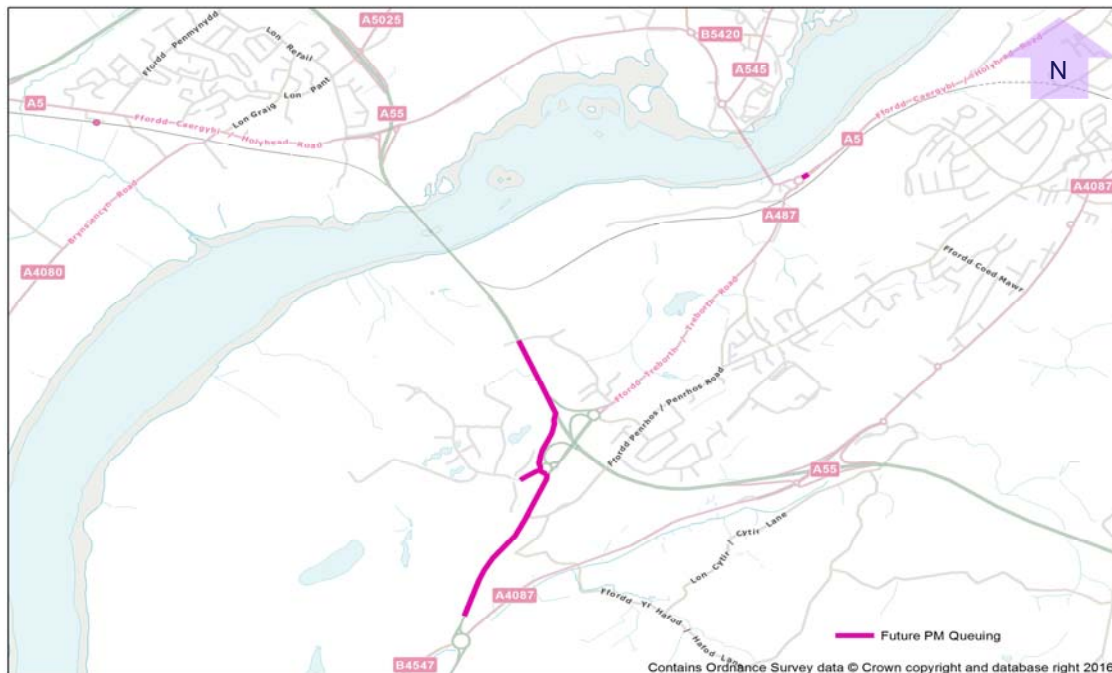 A5025
B5420
Ffordd Penmynydd
Lon Refail
A545
Ffordd Caergybi / Holyhead Road
N
A5
Lon Graig
Lon Pant
A55
Ffordd Caergybi / Holyhead Road
A5
A4087
Brynsiencyn Road
A487
A4080
Ffordd Coed Mawr
Ffordd Treborth / Treborth Road
Ffordd Penrhos / Penrhos Road
A55
Lon Cytir / Cytir Lane
A4087
Ffordd Yr Hafod / Hafod Lane
Future PM Queuing
B4547
Contains Ordnance Survey data © Crown copyright and database right 2016